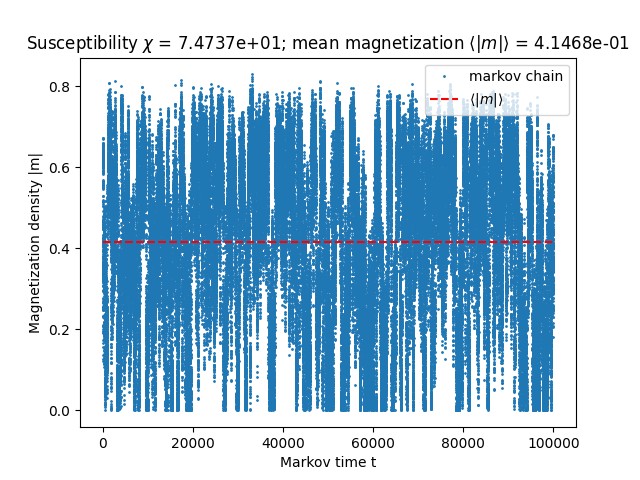 Susceptibility χ = 7.4737e+01; mean magnetization ⟨|m|⟩ = 4.1468e-01
markov chain
⟨|m|⟩
0.8
0.6
0.4
0.2
0.0
Magnetization density |m|
0
20000
40000
60000
80000
100000
Markov time t